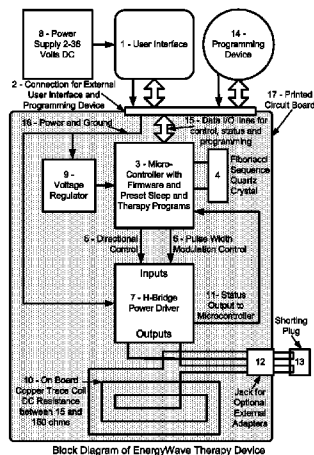 8 - Power
Supply 2-36
Volts DC
1 - User Interface
14 -
Programming
Device
2 - Connection for External
User Interface and
Programming Device
17 - Printed
Circuit Board
16 - Power and Ground
15 - Data I/O lines for
control, status and
programming
9 -
Voltage
Regulator
3 - Micro-
Controller with
Firmware and
Preset Sleep and
Therapy Programs
4
Fibonacci
Sequence
Quartz
Crystal
5 - Directional
Control
6 - Pulse Width
Modulation Control
Inputs
7 - H-Bridge
Power Driver
Outputs
11 - Status
Output to
Microcontroller
Shorting
Plug
12
13
10 - On Board
Copper Trace Coil
DC Resistance
between 15 and
160 ohms
Jack for
Optional
External
Adapters
Block Diagram of EnergyWave Therapy Device